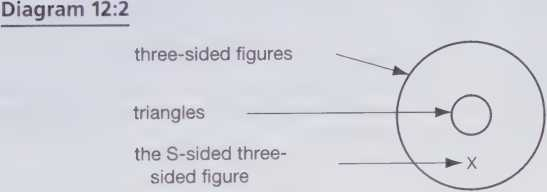 Diagram 12:2
three-sided figures
triangles
the S-sided three-
sided figure
X